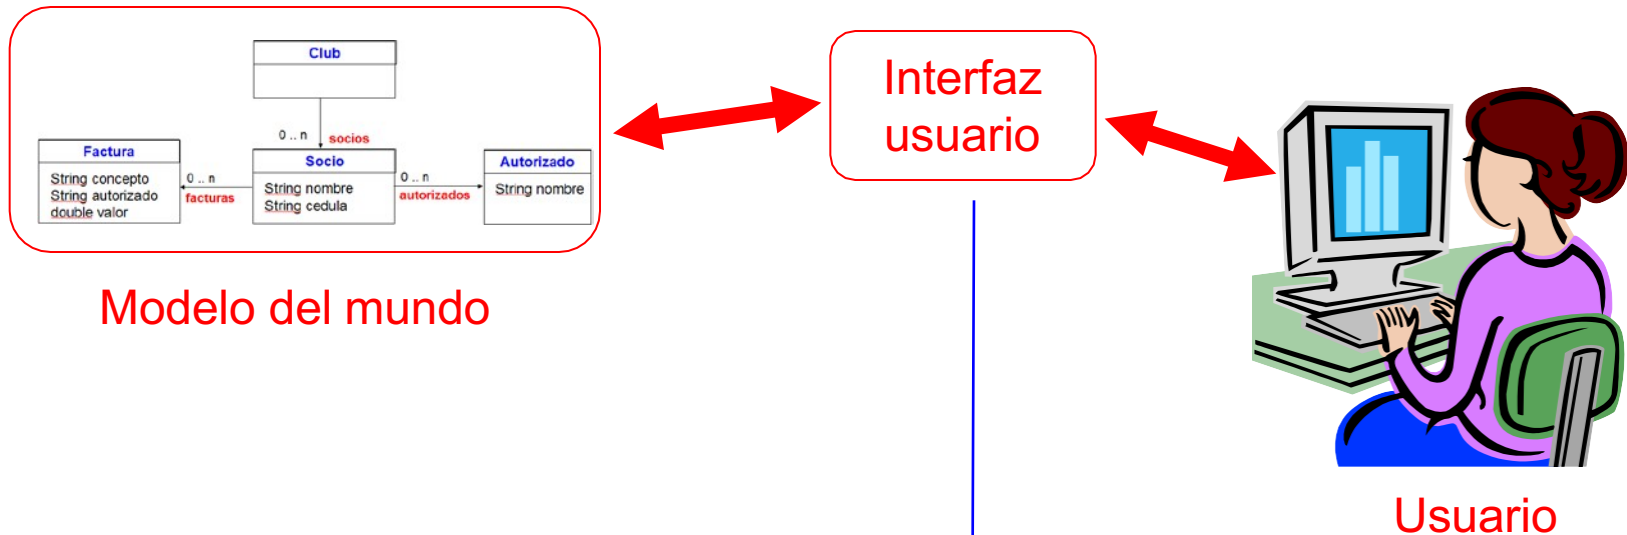 Club
0 .. n
socios
Factura
String concepto
String autorizado
double valor
0 .. n
facturas
Socio
String nombre
String cedula
0 .. n
autorizados
Autorizado
String nombre
Modelo del mundo
Interfaz
usuario
Usuario